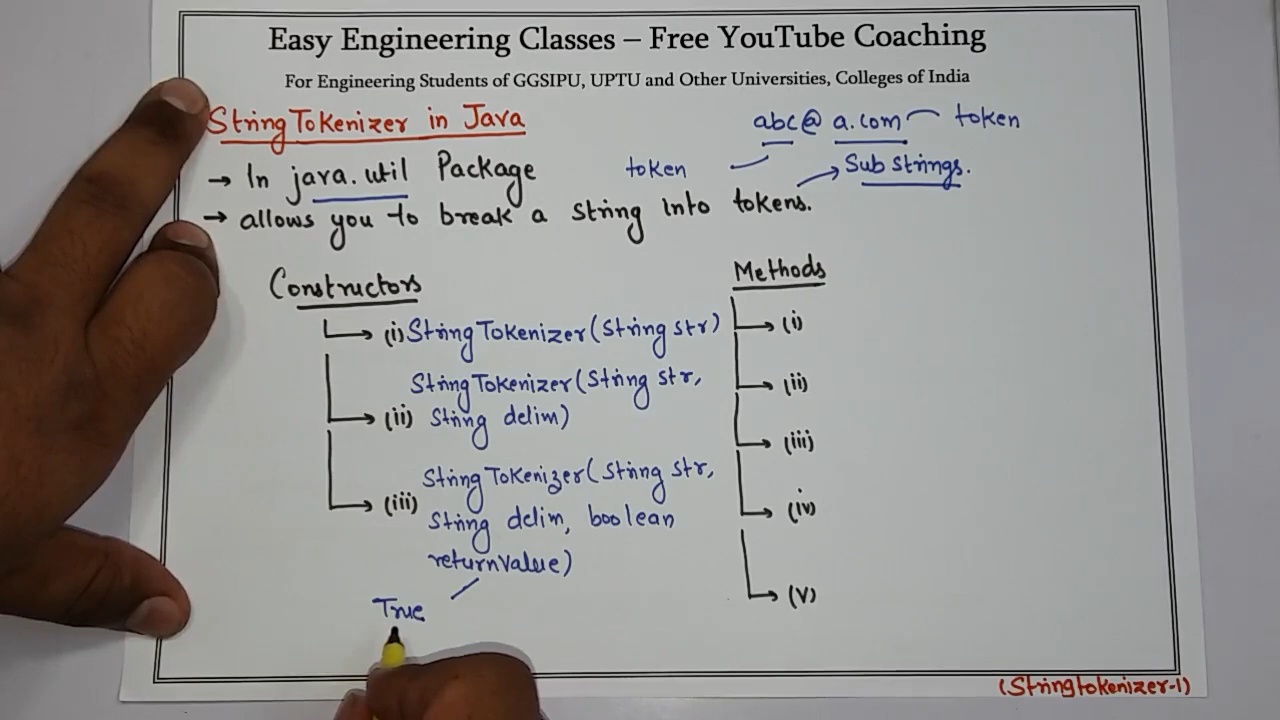 Easy Engineering Classes – Free YouTube Coaching
For Engineering Students of GGSIPU, UPTU and Other Universities, Colleges of India
StringTokenizer in Java
abc@ a.com token
→ In java.util Package
token
Sub strings.
→ allows you to break a string into tokens.
Constructors
(i) StringTokenizer(String str)
StringTokenizer(String str,
(ii) String delim)
StringTokenizer(String str,
(iii) String delim, boolean
returnValue)
True
Methods
(i)
(ii)
(iii)
(iv)
(v)
(Stringtokenizer-1)